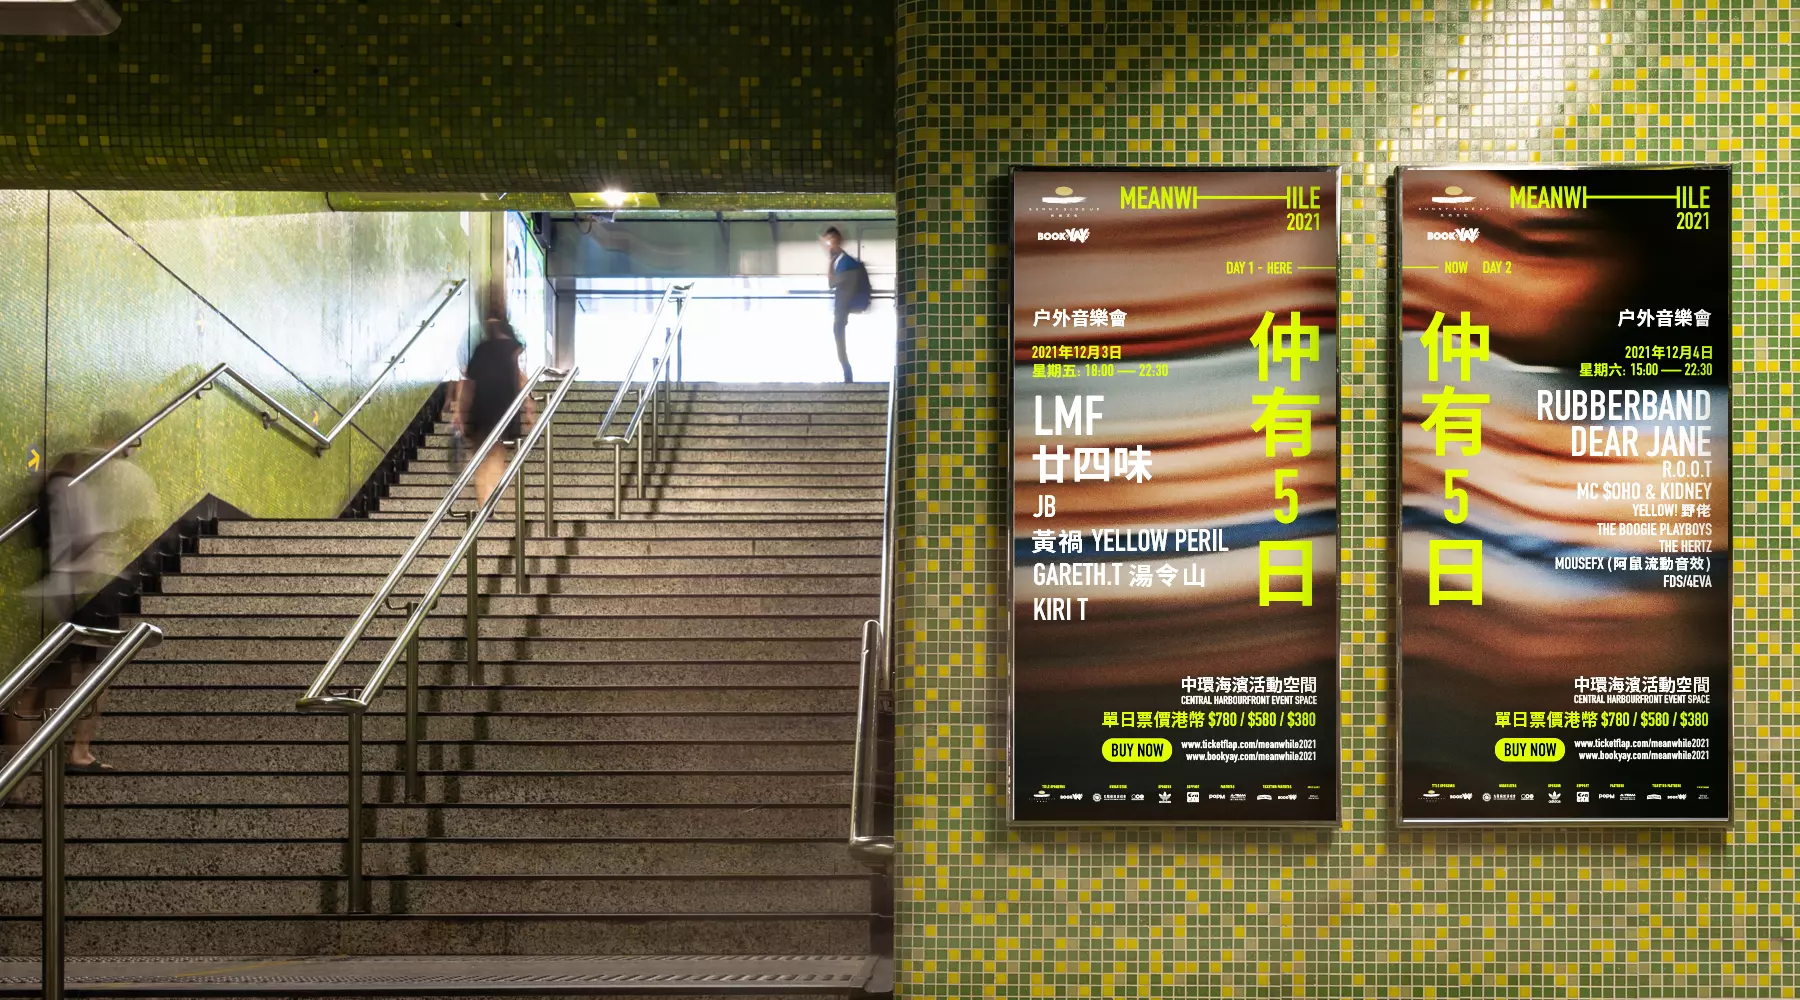 MEANWHILE
2021
BOOKYAY
DAY 1 - HERE
户外音樂會
2021年12月3日
星期五: 18:00 — 22:30
仲有5日
LMF
廿四味
JB
黃禍 YELLOW PERIL
GARETH.T 湯令山
KIRI T
中環海濱活動空間
CENTRAL HARBOURFRONT EVENT SPACE
單日票價港幣 $780 / $580 / $380
BUY NOW
www.ticketflap.com/meanwhile2021
www.bookyay.com/meanwhile2021
MEANWHILE
2021
BOOKYAY
NOW DAY 2
户外音樂會
2021年12月4日
星期六: 15:00 — 22:30
仲有5日
RUBBERBAND
DEAR JANE
R.O.O.T
MC $OHO & KIDNEY
YELLOW! 野佬
THE BOOGIE PLAYBOYS
THE HERTZ
MOUSEFX (阿鼠流動音效)
FDS/4EVA
中環海濱活動空間
CENTRAL HARBOURFRONT EVENT SPACE
單日票價港幣 $780 / $580 / $380
BUY NOW
www.ticketflap.com/meanwhile2021
www.bookyay.com/meanwhile2021